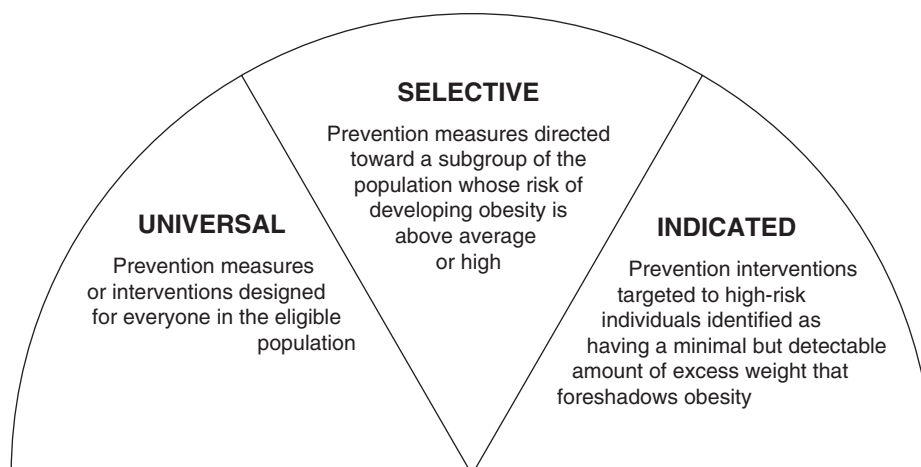 SELECTIVE
Prevention measures directed
toward a subgroup of the
population whose risk of
developing obesity is
above average
or high
UNIVERSAL
Prevention measures
or interventions designed
for everyone in the eligible
population
INDICATED
Prevention interventions
targeted to high-risk
individuals identified as
having a minimal but detectable
amount of excess weight that
foreshadows obesity